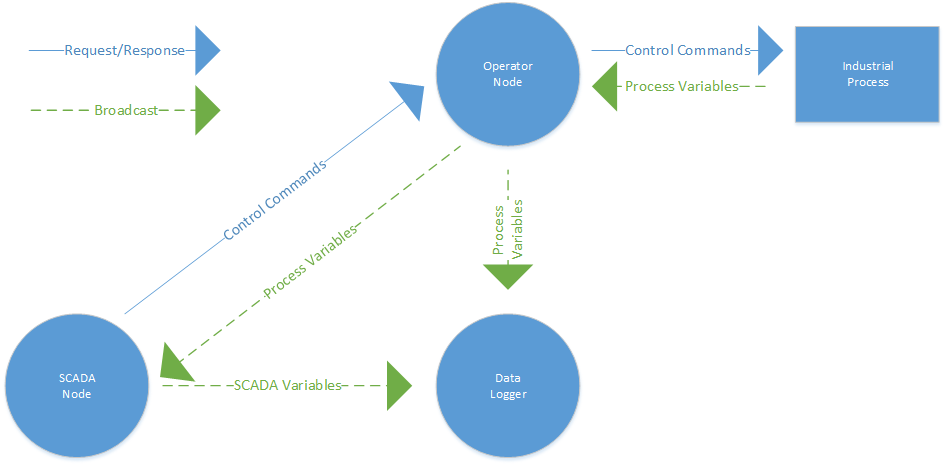 Request/Response
Broadcast
Operator
Node
Control Commands
Process Variables
Industrial
Process
Control Commands
Process Variables
Process
Variables
SCADA
Node
SCADA Variables
Data
Logger